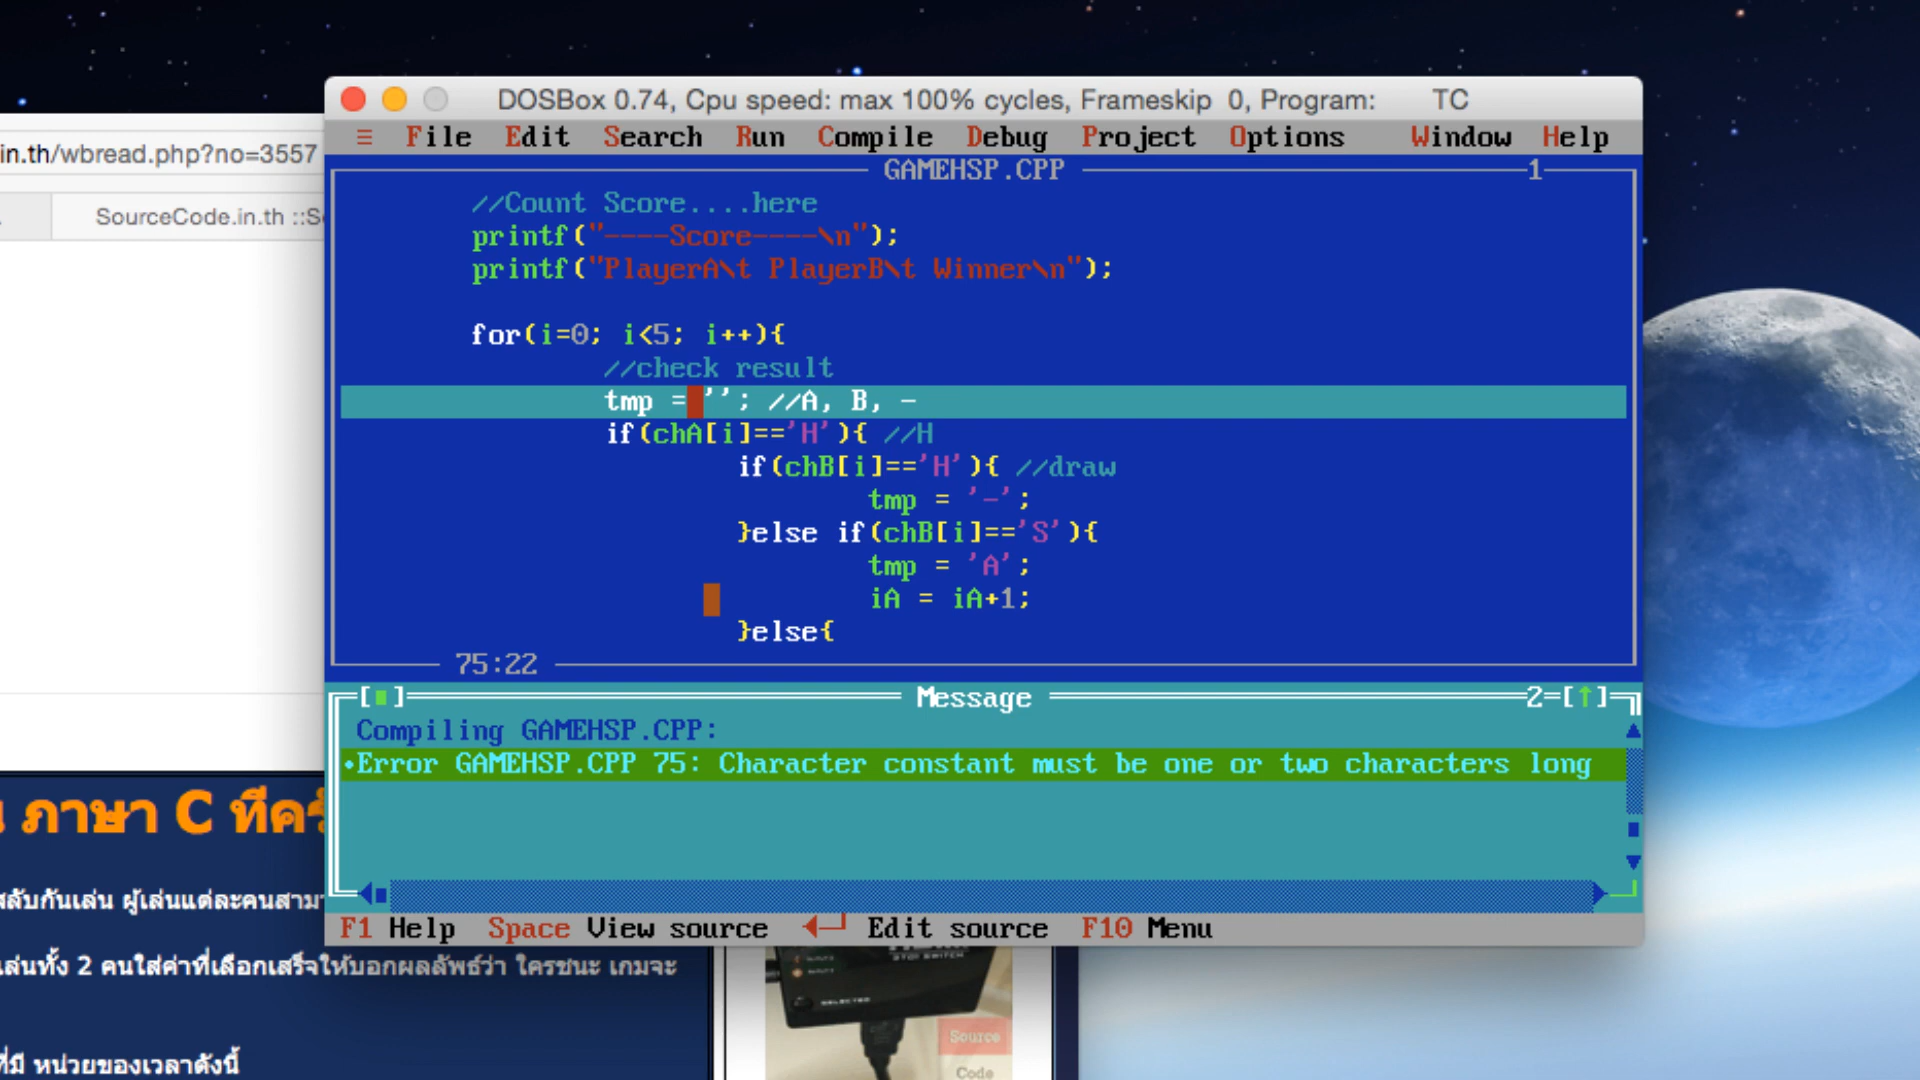 DOSBox 0.74, Cpu speed: max 100% cycles, Frameskip 0, Program: TC
≡ File Edit Search Run Compile Debug Project Options Window Help
in.th/wbread.php?no=3557
SourceCode.in.th ::S
GAMEHSP.CPP 1
//Count Score....here
printf("----Score----\n");
printf("PlayerA\t PlayerB\t Winner\n");
for(i=0; i<5; i++){
//check result
tmp = ''; //A, B, -
if(chA[i]=='H'){ //H
if(chB[i]=='H'){ //draw
tmp = '-';
}else if(chB[i]=='S'){
tmp = 'A';
iA = iA+1;
}else{
75:22
Message 2=[↑]
Compiling GAMEHSP.CPP:
•Error GAMEHSP.CPP 75: Character constant must be one or two characters long
F1 Help Space View source ◄─┘ Edit source F10 Menu
ภาษา C ที่คร
สลับกันเล่น ผู้เล่นแต่ละคนสามา
เล่นทั้ง 2 คนใส่ค่าที่เลือกเสร็จให้บอกผลลัพธ์ว่า ใครชนะ เกมจะ
ที่มี หน่วยของเวลาดังนี้
SELECTED
Source
Code